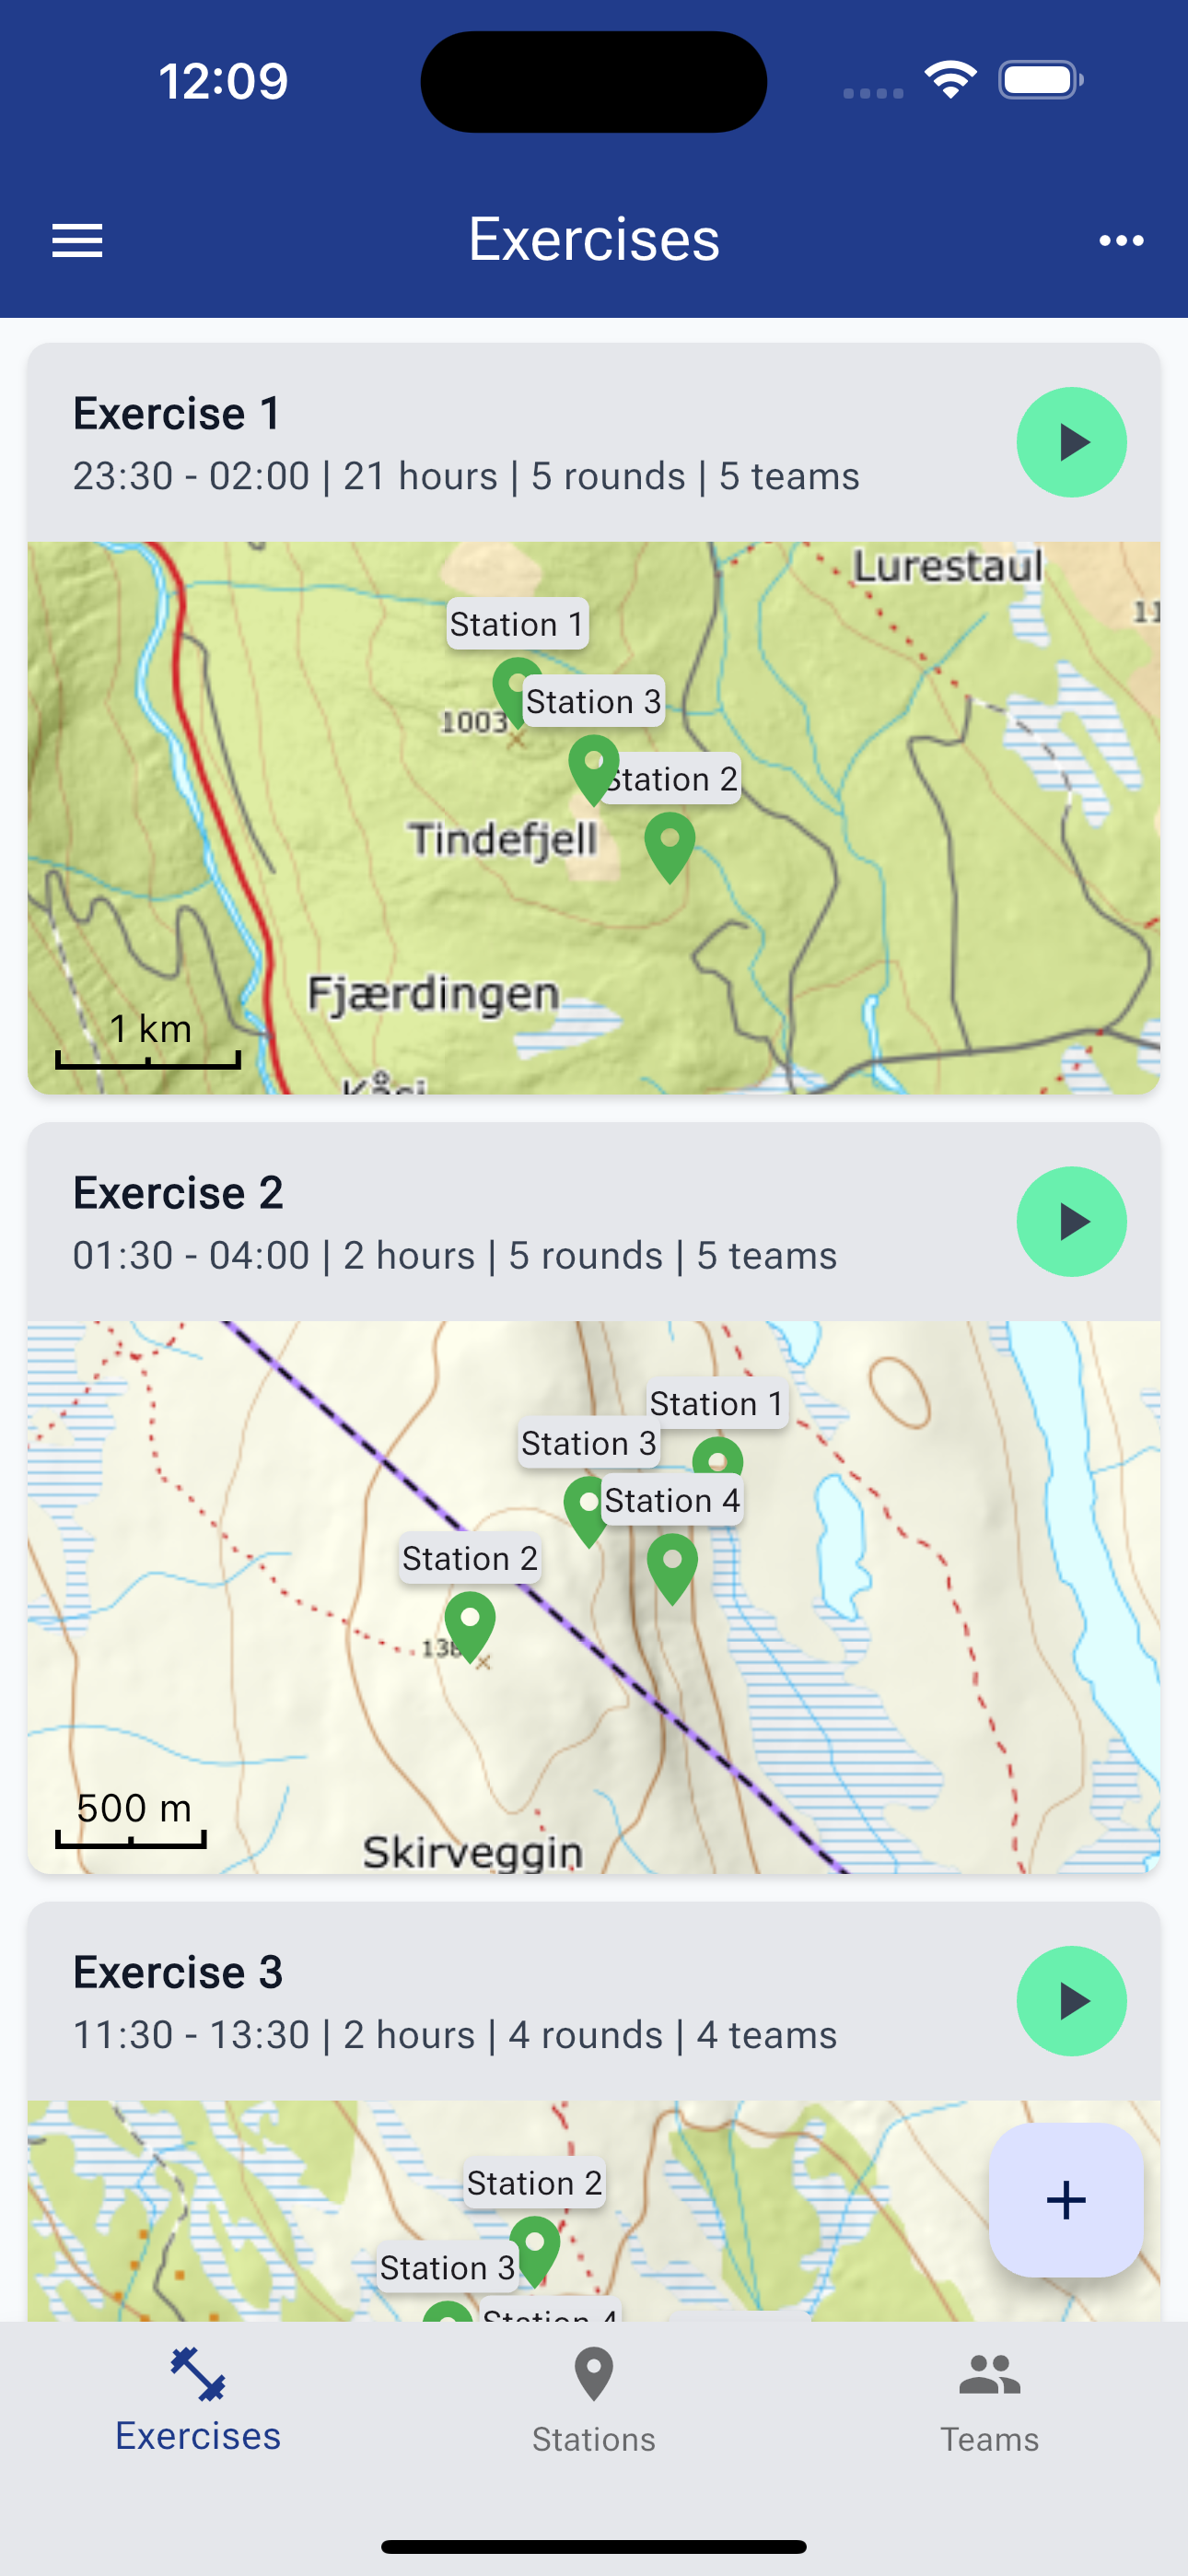 12:09
Exercises
Exercise 1
23:30 - 02:00 | 21 hours | 5 rounds | 5 teams
Lurestaul
11
Station 1
Station 3
1003
Station 2
Tindefjell
Fjærdingen
1 km
Exercise 2
01:30 - 04:00 | 2 hours | 5 rounds | 5 teams
Station 1
Station 3
Station 4
Station 2
500 m
Skirveggin
Exercise 3
11:30 - 13:30 | 2 hours | 4 rounds | 4 teams
Station 2
Station 3
Station 4
Exercises
Stations
Teams